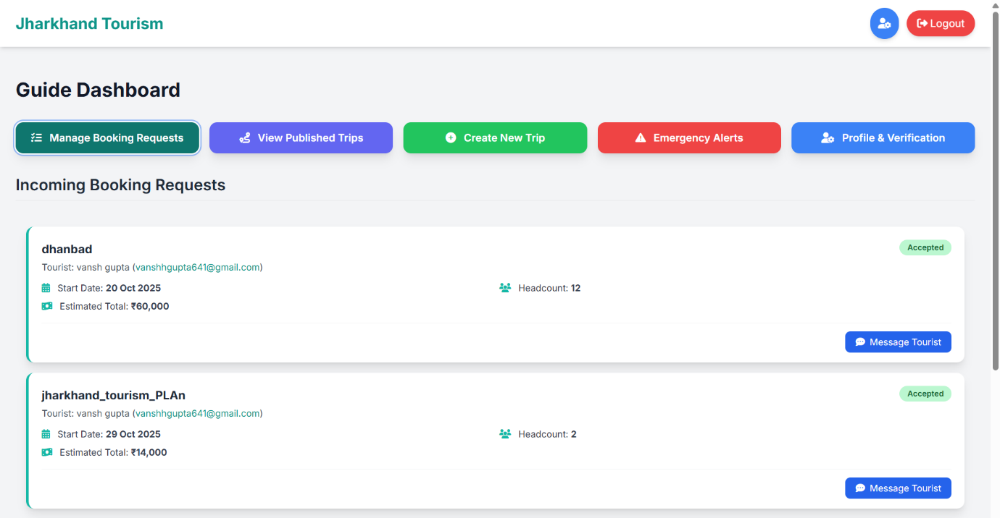 Jharkhand Tourism
Logout
Guide Dashboard
Manage Booking Requests
View Published Trips
Create New Trip
Emergency Alerts
Profile & Verification
Incoming Booking Requests
dhanbad
Accepted
Tourist: vansh gupta (vanshhgupta641@gmail.com)
Start Date: 20 Oct 2025
Headcount: 12
Estimated Total: ₹60,000
Message Tourist
jharkhand_tourism_PLAn
Accepted
Tourist: vansh gupta (vanshhgupta641@gmail.com)
Start Date: 29 Oct 2025
Headcount: 2
Estimated Total: ₹14,000
Message Tourist